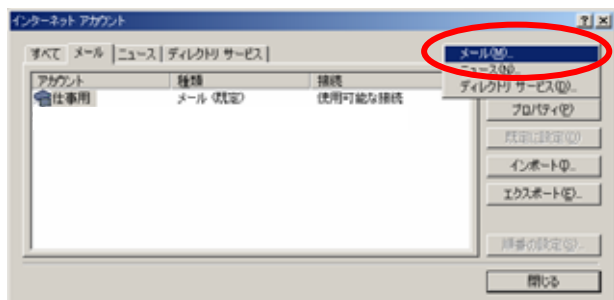 インターネット アカウント
すべて メール ニュース ディレクトリ サービス
メール(M)...
ニュース(N)...
ディレクトリ サービス(D)...
アカウント 種類 接続
仕事用 メール (既定) 使用可能な接続
プロパティ(P)
既定に設定(D)
インポート(I)...
エクスポート(E)...
順番の設定(S)...
閉じる